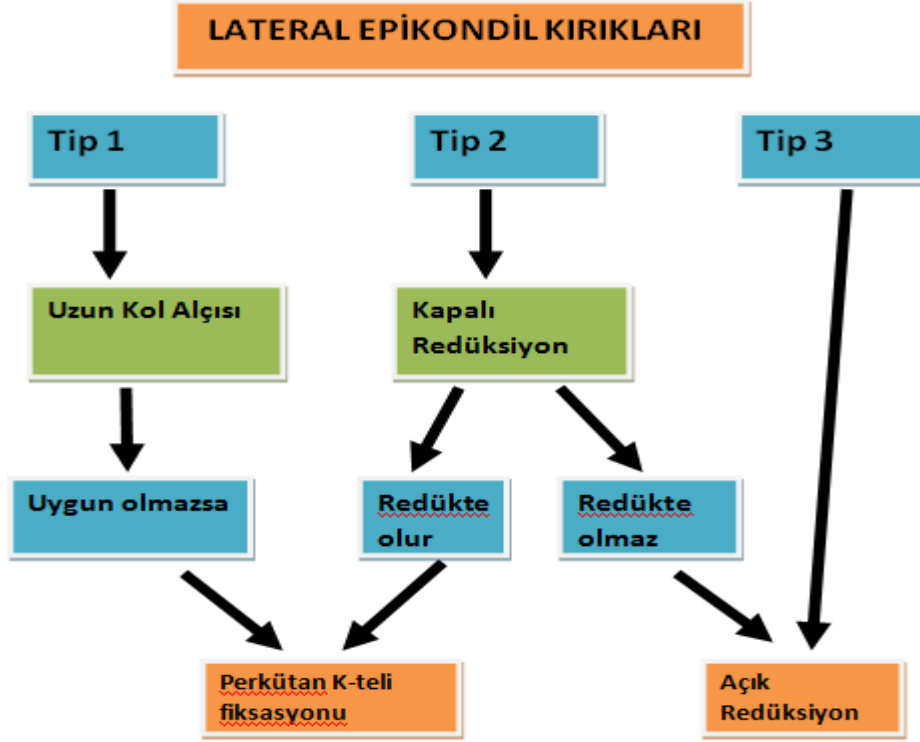 LATERAL EPİKONDİL KIRIKLARI
Tip 1
Tip 2
Tip 3
Uzun Kol Alçısı
Kapalı
Redüksiyon
Uygun olmazsa
Redükte
olur
Redükte
olmaz
Perkütan K-teli
fiksasyonu
Açık
Redüksiyon